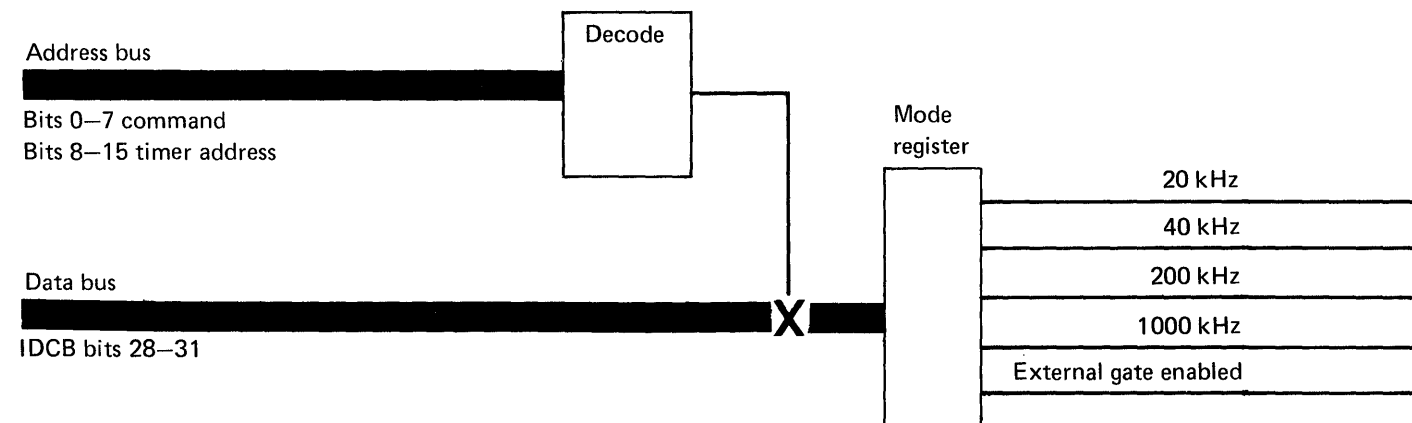 Decode
Address bus
Bits 0–7 command
Bits 8–15 timer address
Mode
register
20 kHz
40 kHz
200 kHz
1000 kHz
External gate enabled
Data bus
X
IDCB bits 28–31